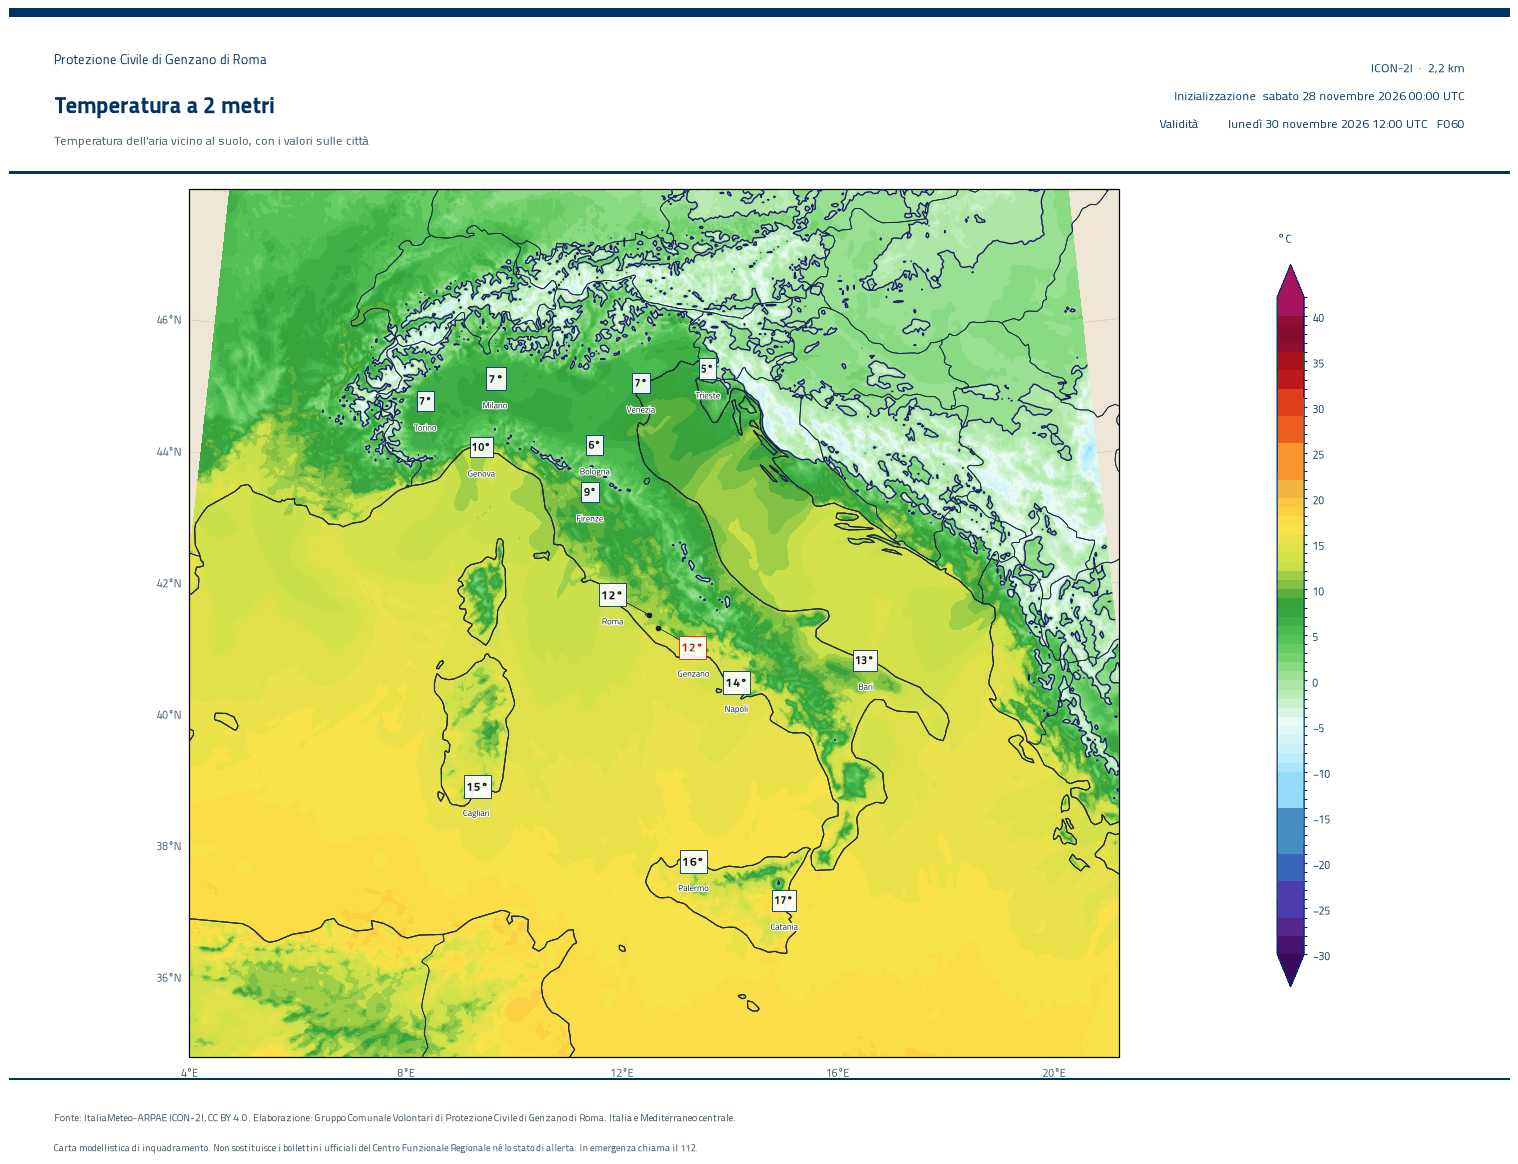 Protezione Civile di Genzano di Roma
Temperatura a 2 metri
Temperatura dell'aria vicino al suolo, con i valori sulle città
ICON-2I · 2,2 km
Inizializzazione sabato 28 novembre 2026 00:00 UTC
Validità lunedì 30 novembre 2026 12:00 UTC F060
°C
40
35
30
25
20
15
10
5
0
−5
−10
−15
−20
−25
−30
46°N
44°N
42°N
40°N
38°N
36°N
4°E
8°E
12°E
16°E
20°E
7°
Torino
7°
Milano
7°
Venezia
5°
Trieste
10°
Genova
6°
Bologna
9°
Firenze
12°
Roma
12°
Genzano
14°
Napoli
13°
Bari
15°
Cagliari
16°
Palermo
17°
Catania
Fonte: ItaliaMeteo-ARPAE ICON-2I, CC BY 4.0. Elaborazione: Gruppo Comunale Volontari di Protezione Civile di Genzano di Roma. Italia e Mediterraneo centrale.
Carta modellistica di inquadramento. Non sostituisce i bollettini ufficiali del Centro Funzionale Regionale né lo stato di allerta. In emergenza chiama il 112.